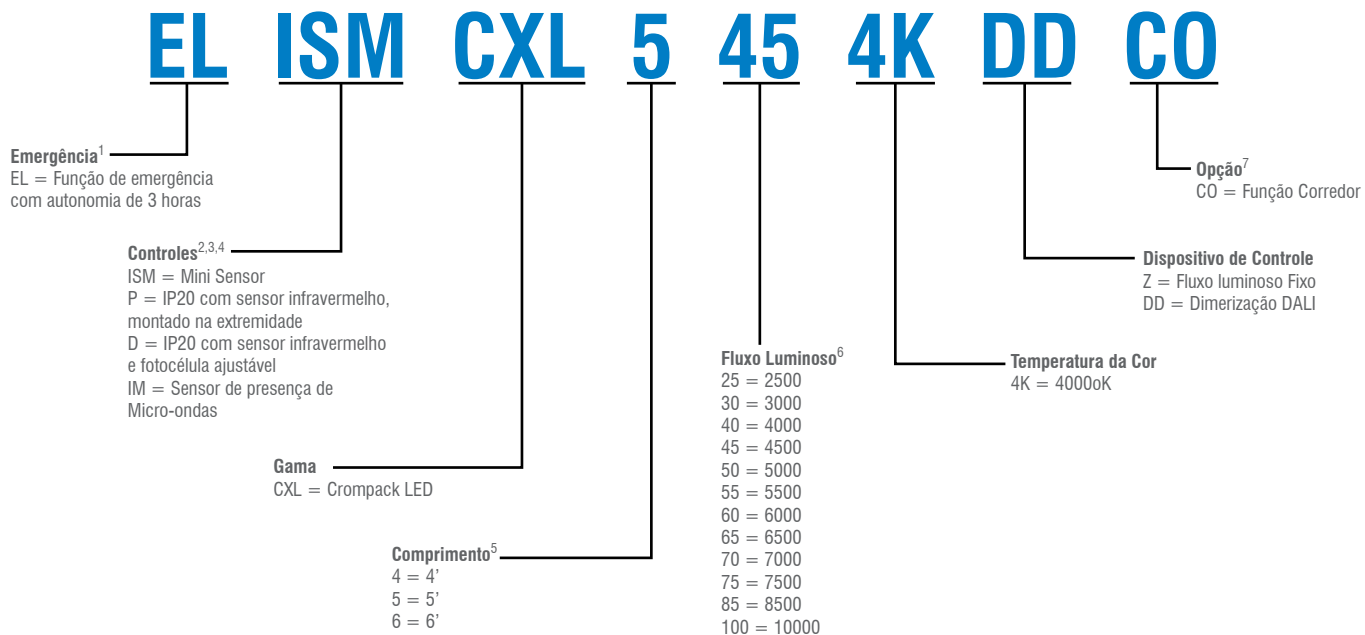 EL ISM CXL 5 45 4K DD CO
Emergência1
EL = Função de emergência
com autonomia de 3 horas
Controles2,3,4
ISM = Mini Sensor
P = IP20 com sensor infravermelho,
montado na extremidade
D = IP20 com sensor infravermelho
e fotocélula ajustável
IM = Sensor de presença de
Micro-ondas
Gama
CXL = Crompack LED
Comprimento5
4 = 4’
5 = 5’
6 = 6’
Fluxo Luminoso6
25 = 2500
30 = 3000
40 = 4000
45 = 4500
50 = 5000
55 = 5500
60 = 6000
65 = 6500
70 = 7000
75 = 7500
85 = 8500
100 = 10000
Temperatura da Cor
4K = 4000oK
Dispositivo de Controle
Z = Fluxo luminoso Fixo
DD = Dimerização DALI
Opção7
CO = Função Corredor